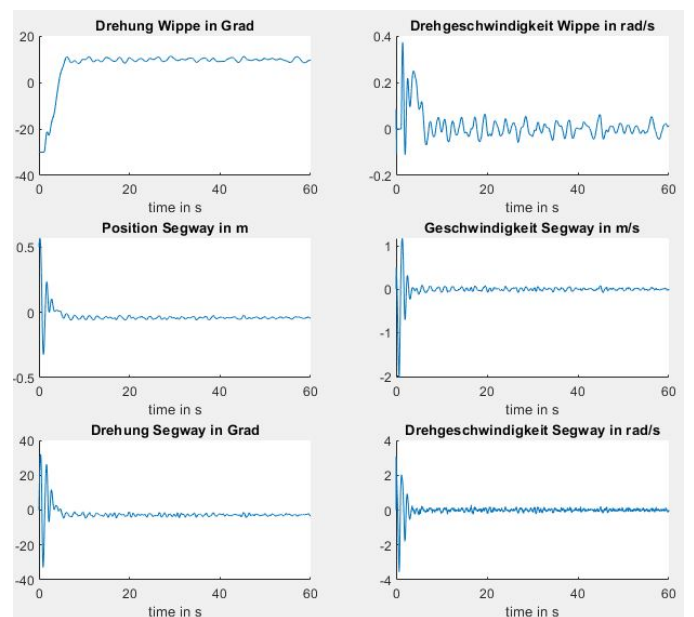 Drehung Wippe in Grad
20
0
-20
-40
0 20 40 60
time in s
Drehgeschwindigkeit Wippe in rad/s
0.4
0.2
0
-0.2
0 20 40 60
time in s
Position Segway in m
0.5
0
-0.5
0 20 40 60
time in s
Geschwindigkeit Segway in m/s
1
0
-1
-2
0 20 40 60
time in s
Drehung Segway in Grad
40
20
0
-20
-40
0 20 40 60
time in s
Drehgeschwindigkeit Segway in rad/s
4
2
0
-2
-4
0 20 40 60
time in s